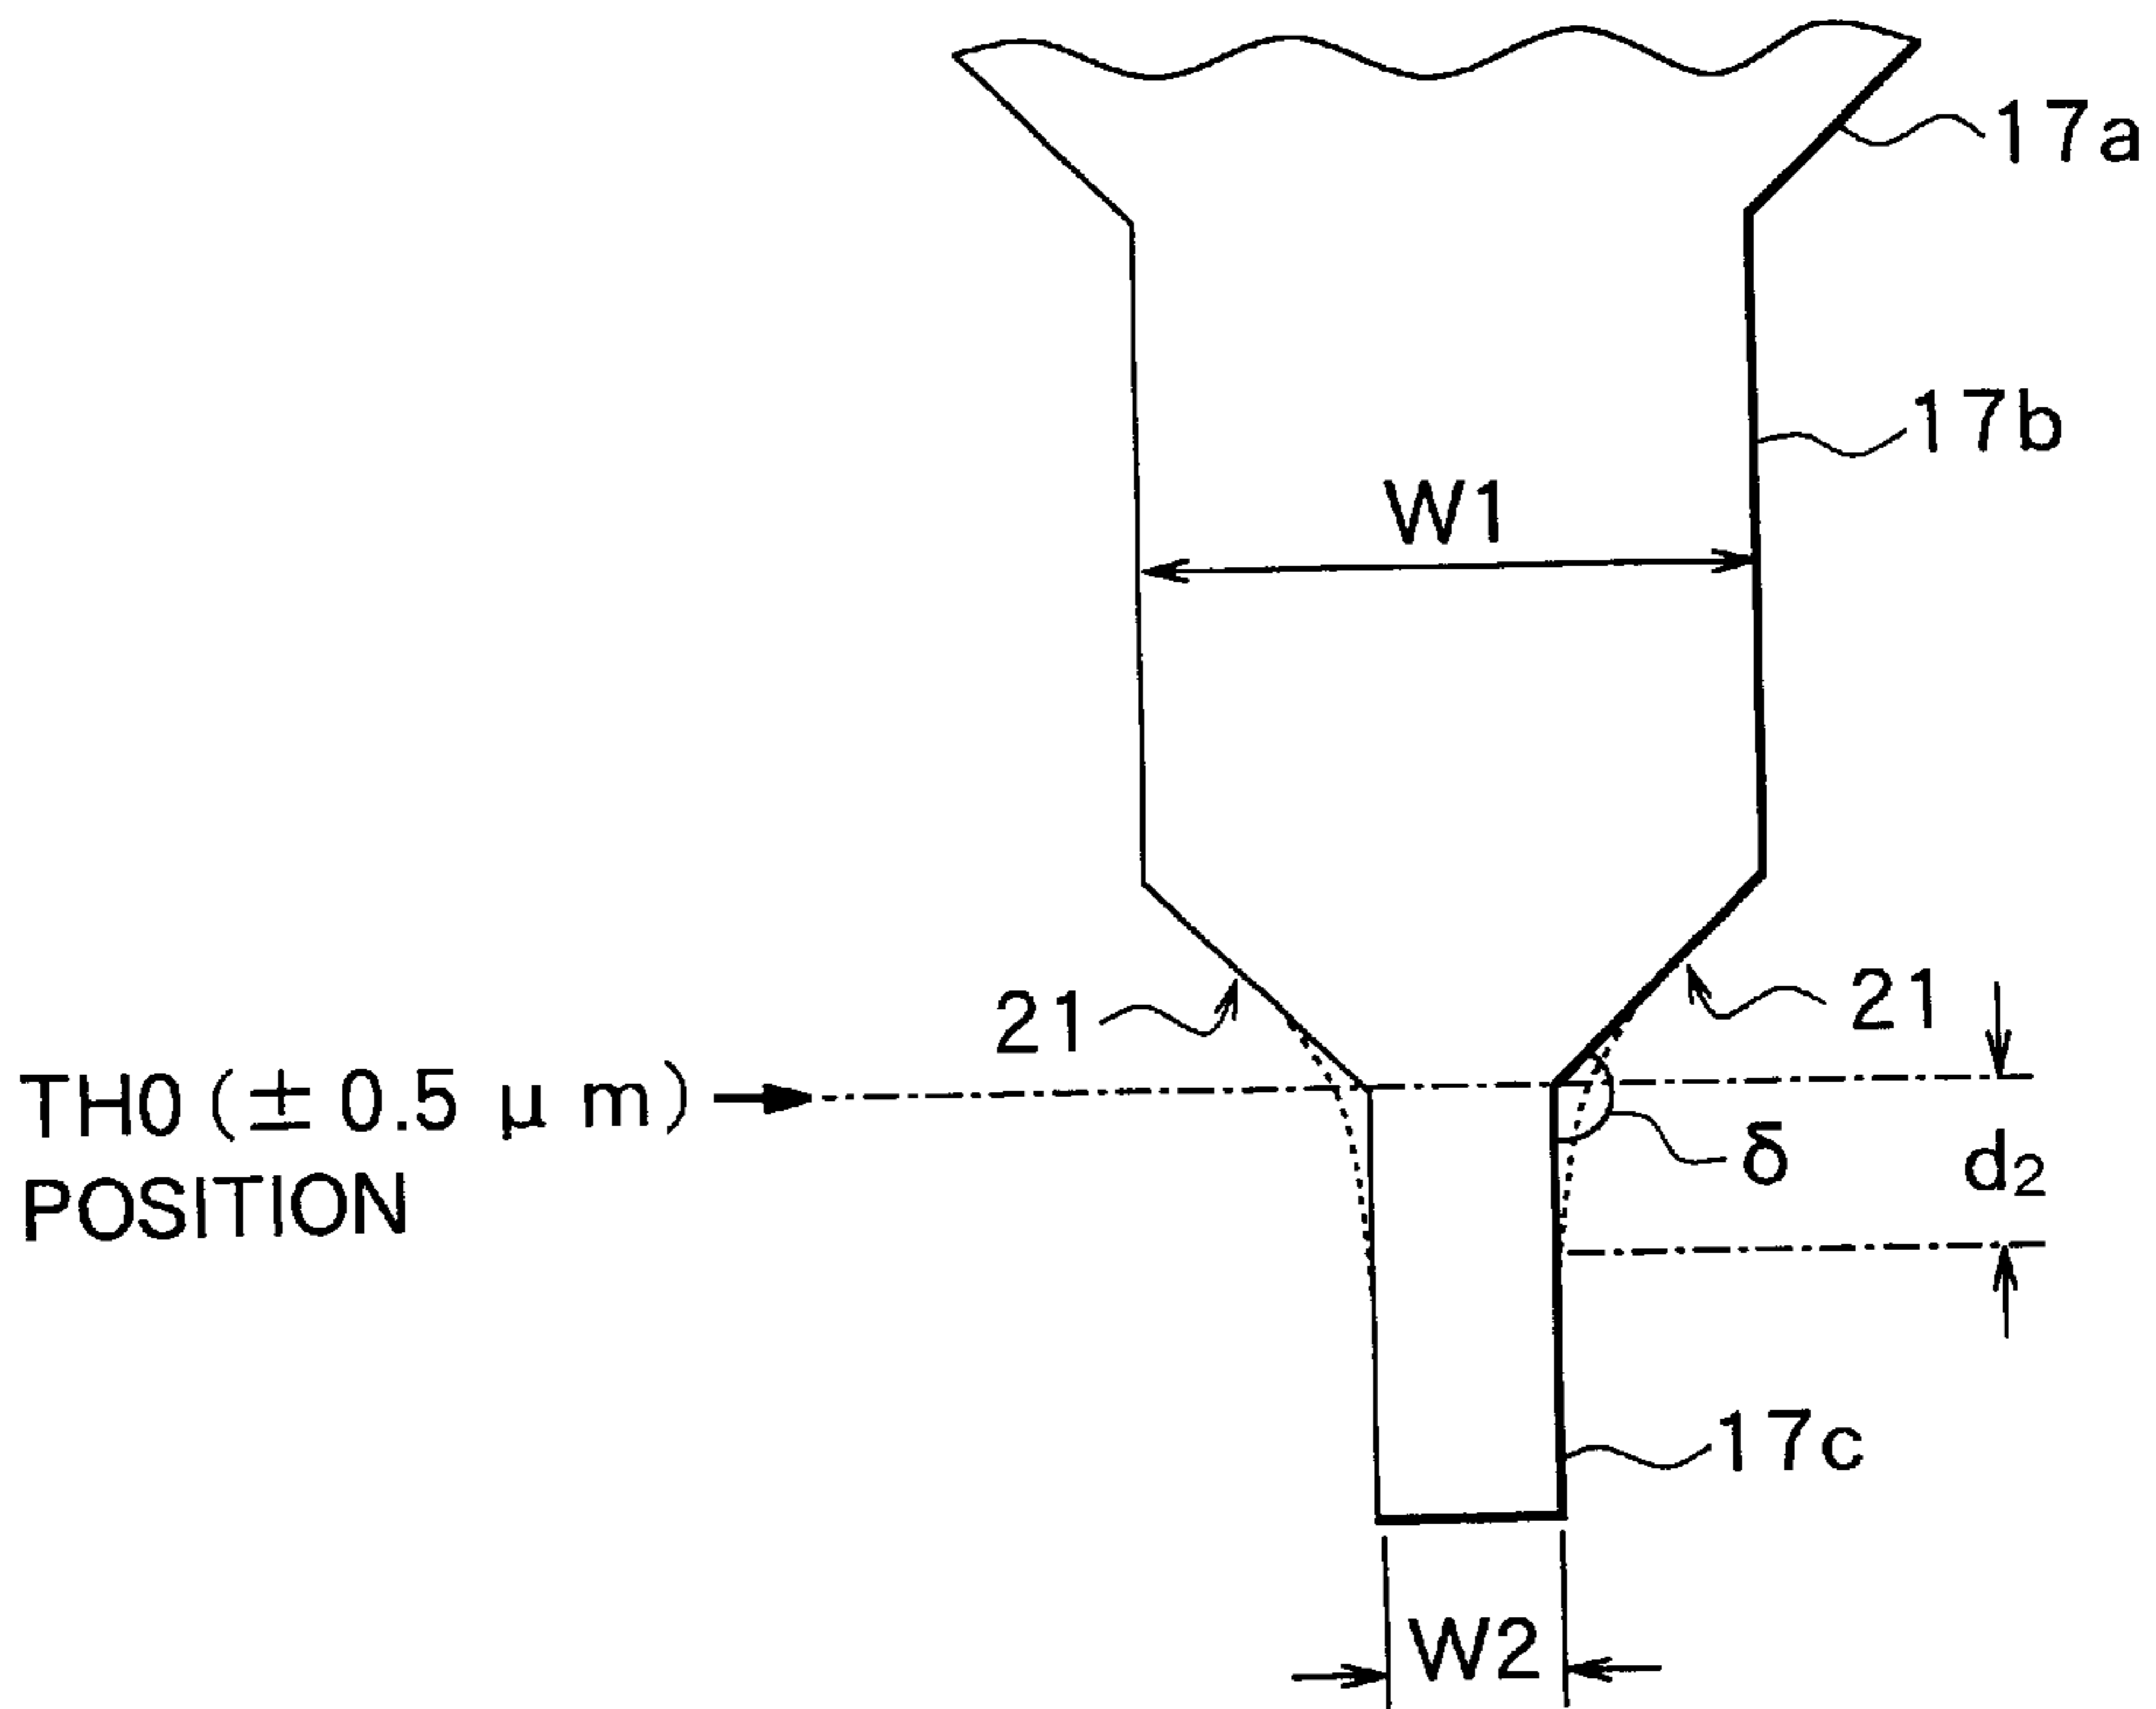 17a
17b
W1
21
21
TH0 (± 0.5 μ m)
POSITION
δ
d2
17c
W2